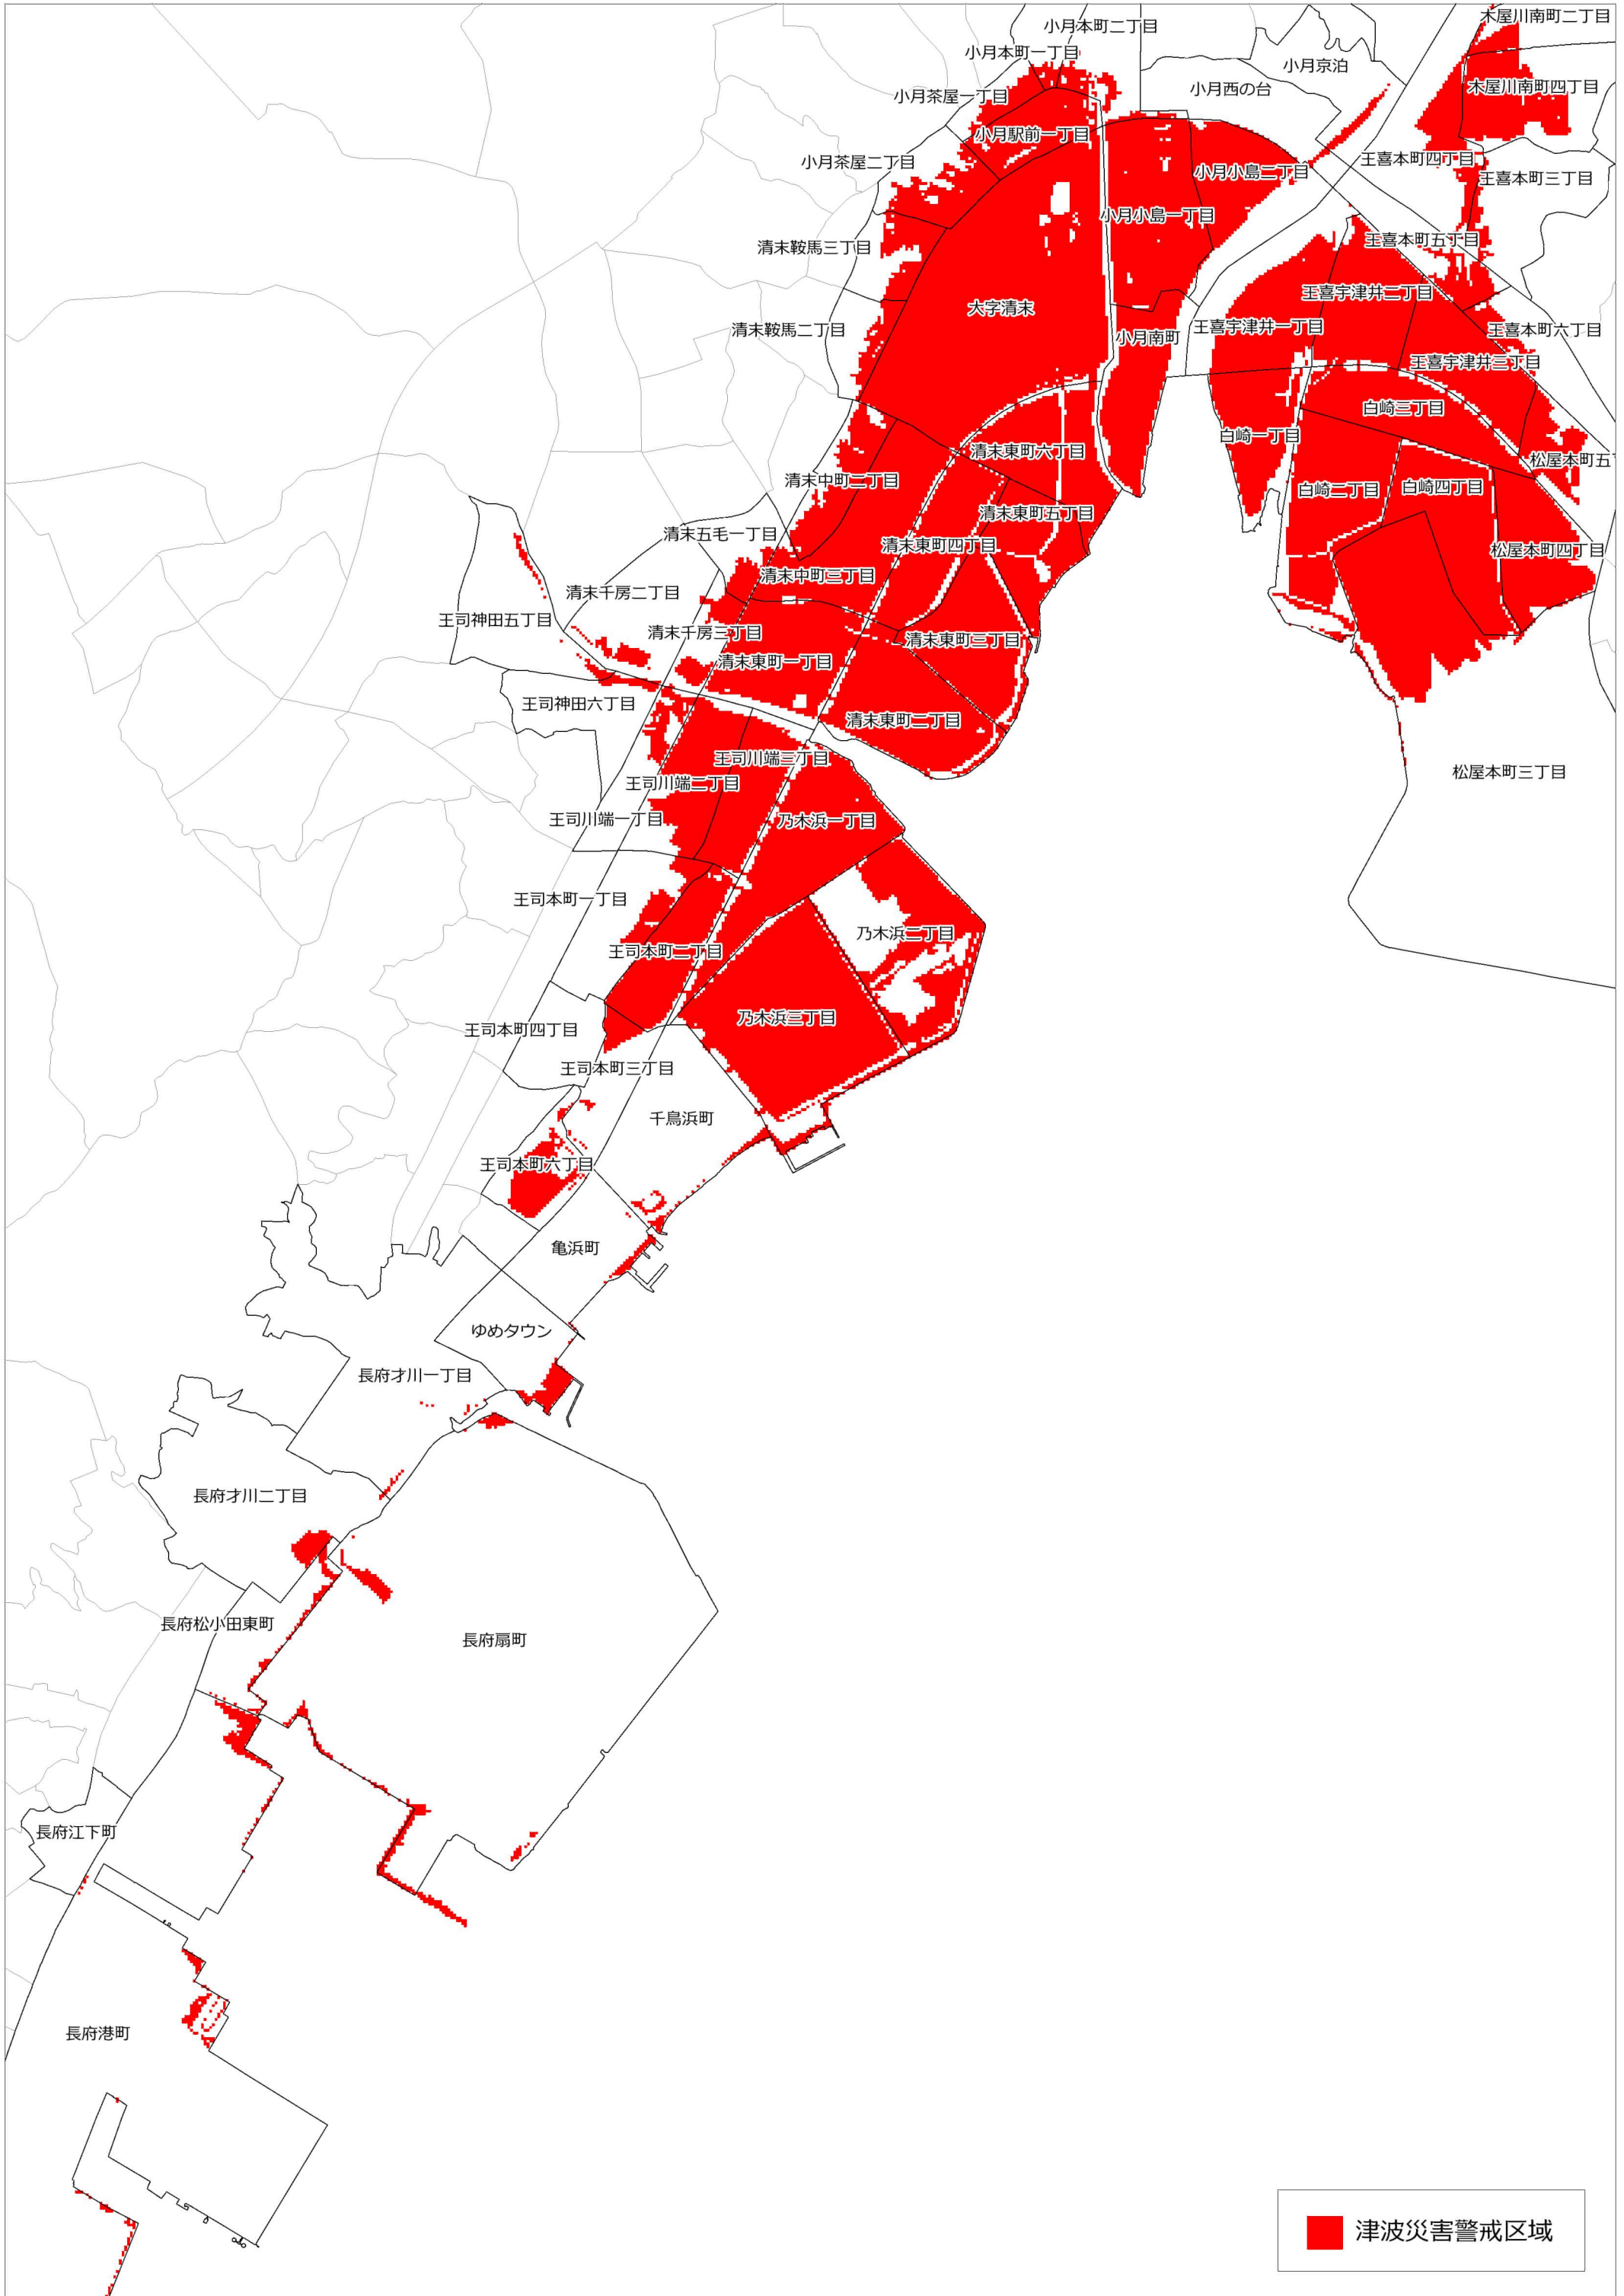 木屋川南町二丁目
小月本町二丁目
小月本町一丁目
小月京泊
小月西の台
木屋川南町四丁目
小月茶屋一丁目
小月駅前一丁目
小月茶屋二丁目
王喜本町四丁目
小月小島二丁目
王喜本町三丁目
小月小島一丁目
王喜本町五丁目
清末鞍馬三丁目
王喜宇津井二丁目
大字清末
清末鞍馬二丁目
王喜宇津井一丁目
王喜本町六丁目
小月南町
王喜宇津井三丁目
白崎三丁目
白崎一丁目
清末東町六丁目
松屋本町五丁
清末中町二丁目
白崎四丁目
白崎二丁目
清末東町五丁目
清末五毛一丁目
清末東町四丁目
松屋本町四丁目
清末中町三丁目
清末千房二丁目
王司神田五丁目
清末千房三丁目
清末東町三丁目
清末東町一丁目
王司神田六丁目
清末東町二丁目
王司川端三丁目
松屋本町三丁目
王司川端二丁目
王司川端一丁目
乃木浜一丁目
王司本町一丁目
乃木浜二丁目
王司本町二丁目
乃木浜三丁目
王司本町四丁目
王司本町三丁目
千鳥浜町
王司本町六丁目
亀浜町
ゆめタウン
長府才川一丁目
長府才川二丁目
長府松小田東町
長府扇町
長府江下町
長府港町
津波災害警戒区域